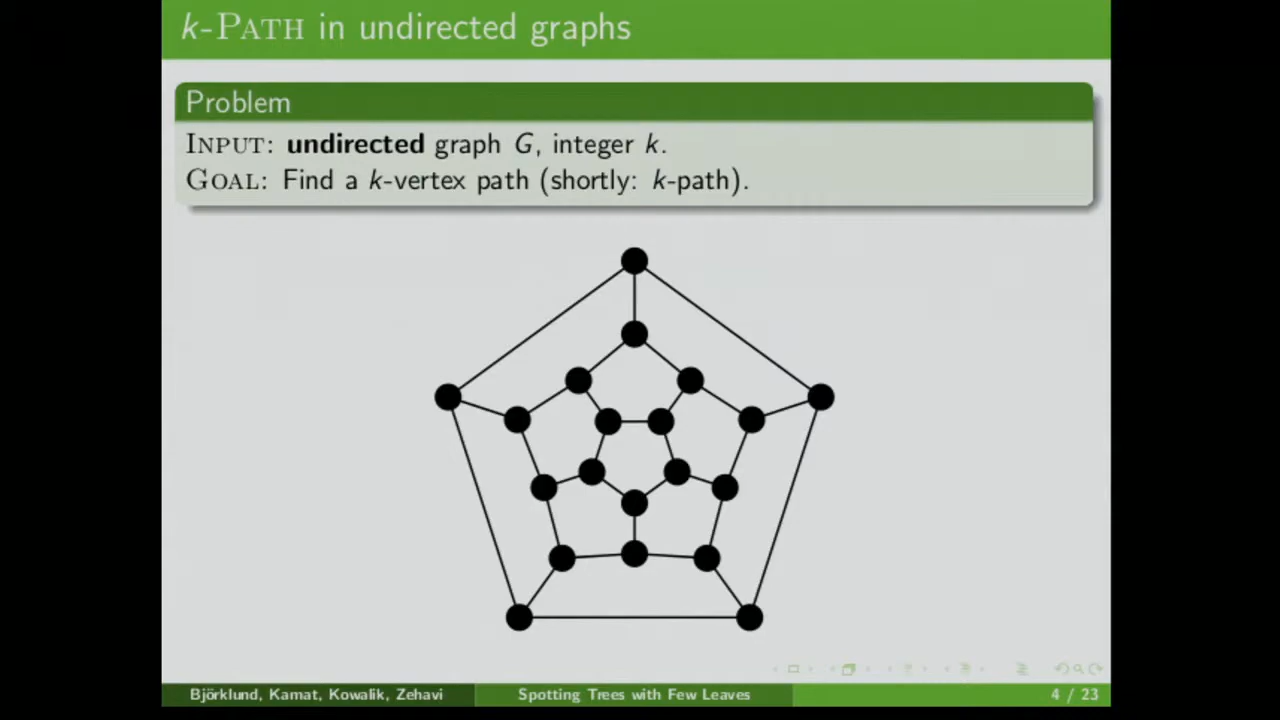 k-Path in undirected graphs
Problem
Input: undirected graph G, integer k.
Goal: Find a k-vertex path (shortly: k-path).
Björklund, Kamat, Kowalik, Zehavi
Spotting Trees with Few Leaves
4 / 23